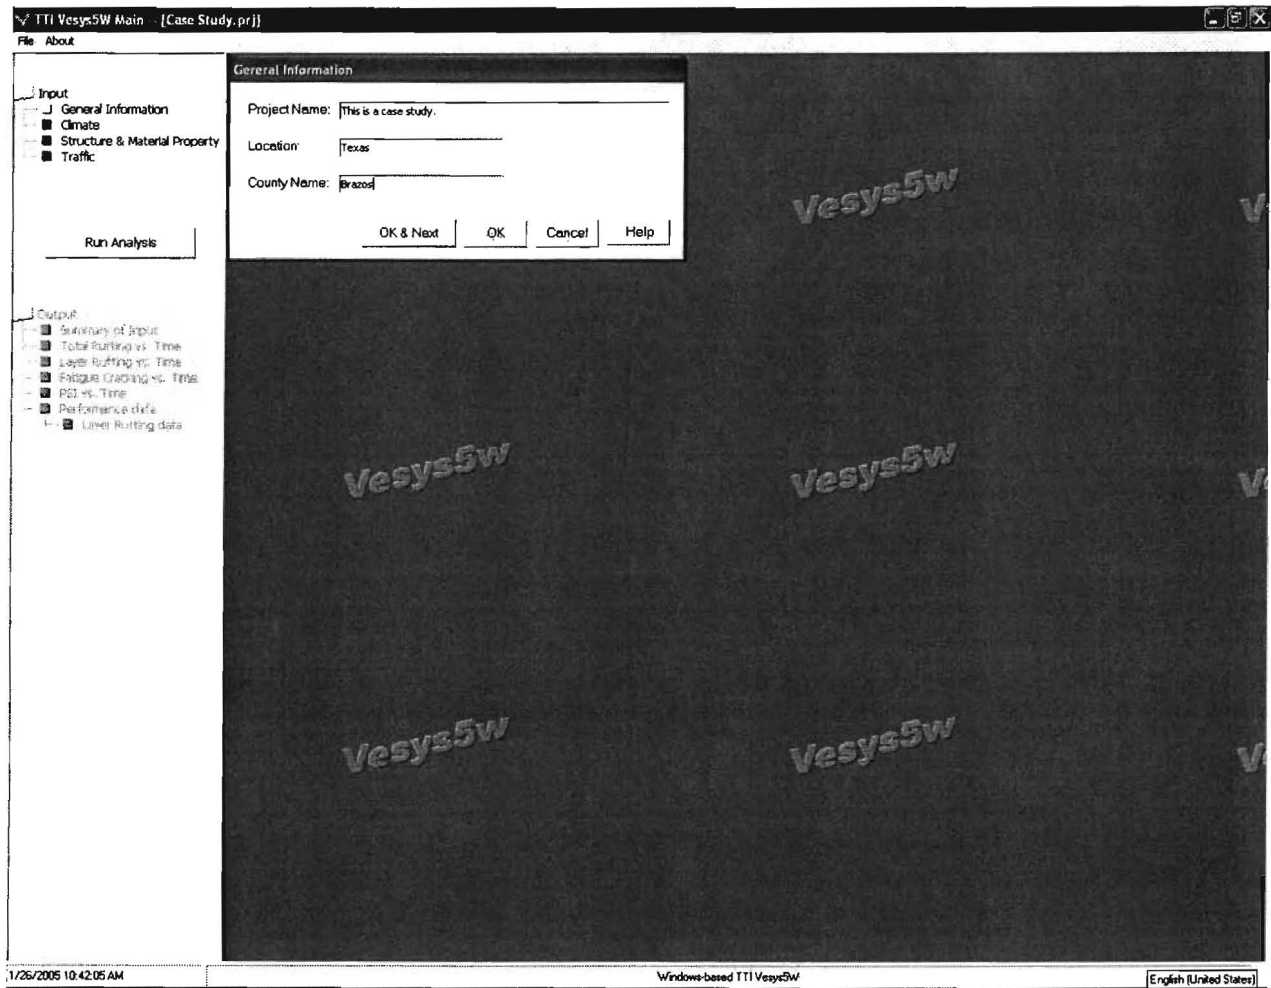 TTI Vesys5W Main - [Case Study.prj]
File About
Input
General Information
Climate
Structure & Material Property
Traffic
Run Analysis
Output
Summary of Input
Total Rutting vs. Time
Layer Rutting vs. Time
Fatigue Cracking vs. Time
PSI vs. Time
Performance data
Layer Rutting data
General Information
Project Name: This is a case study.
Location: Texas
County Name: Brazos
OK & Next OK Cancel Help
Vesys5w
V
Vesys5w Vesys5w
V
Vesys5w Vesys5w
V
1/26/2005 10:42:05 AM Windows-based TTI Vesys5W English (United States)